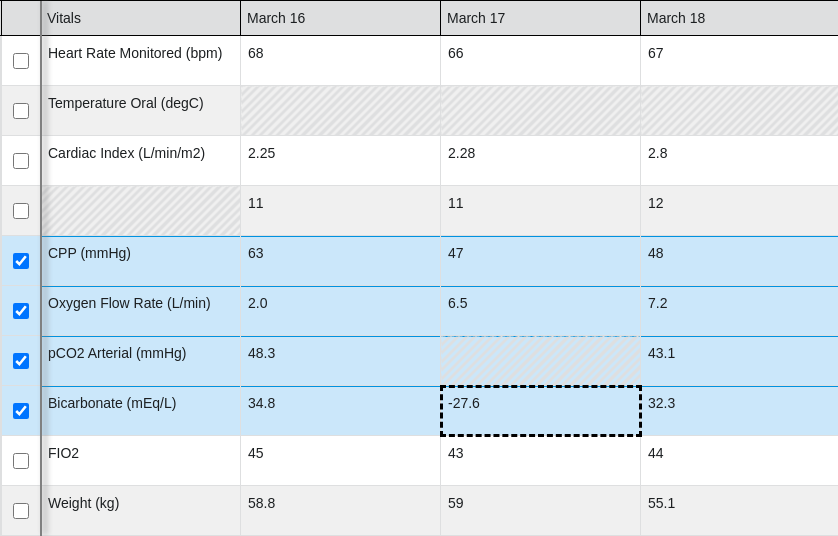 Vitals March 16 March 17 March 18
Heart Rate Monitored (bpm) 68 66 67
Temperature Oral (degC)
Cardiac Index (L/min/m2) 2.25 2.28 2.8
11 11 12
CPP (mmHg) 63 47 48
Oxygen Flow Rate (L/min) 2.0 6.5 7.2
pCO2 Arterial (mmHg) 48.3 43.1
Bicarbonate (mEq/L) 34.8 -27.6 32.3
FIO2 45 43 44
Weight (kg) 58.8 59 55.1